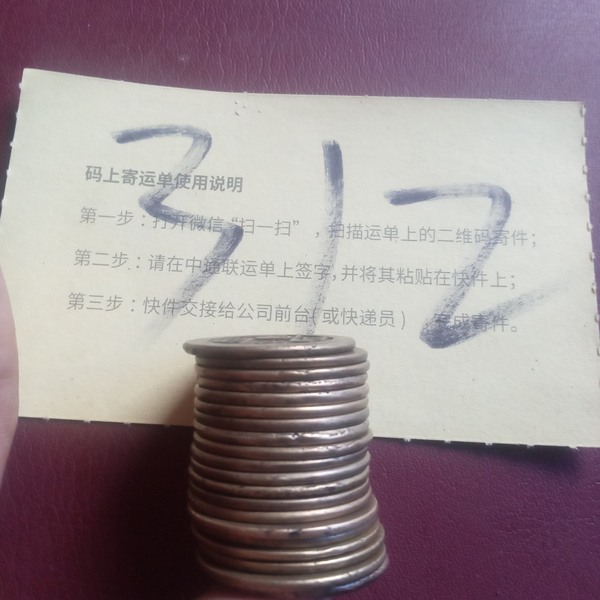 312
码上寄运单使用说明
第一步：打开微信“扫一扫”，扫描运单上的二维码寄件；
第二步：请在中通联运单上签字，并将其粘贴在快件上；
第三步：快件交接给公司前台(或快递员） 完成寄件。